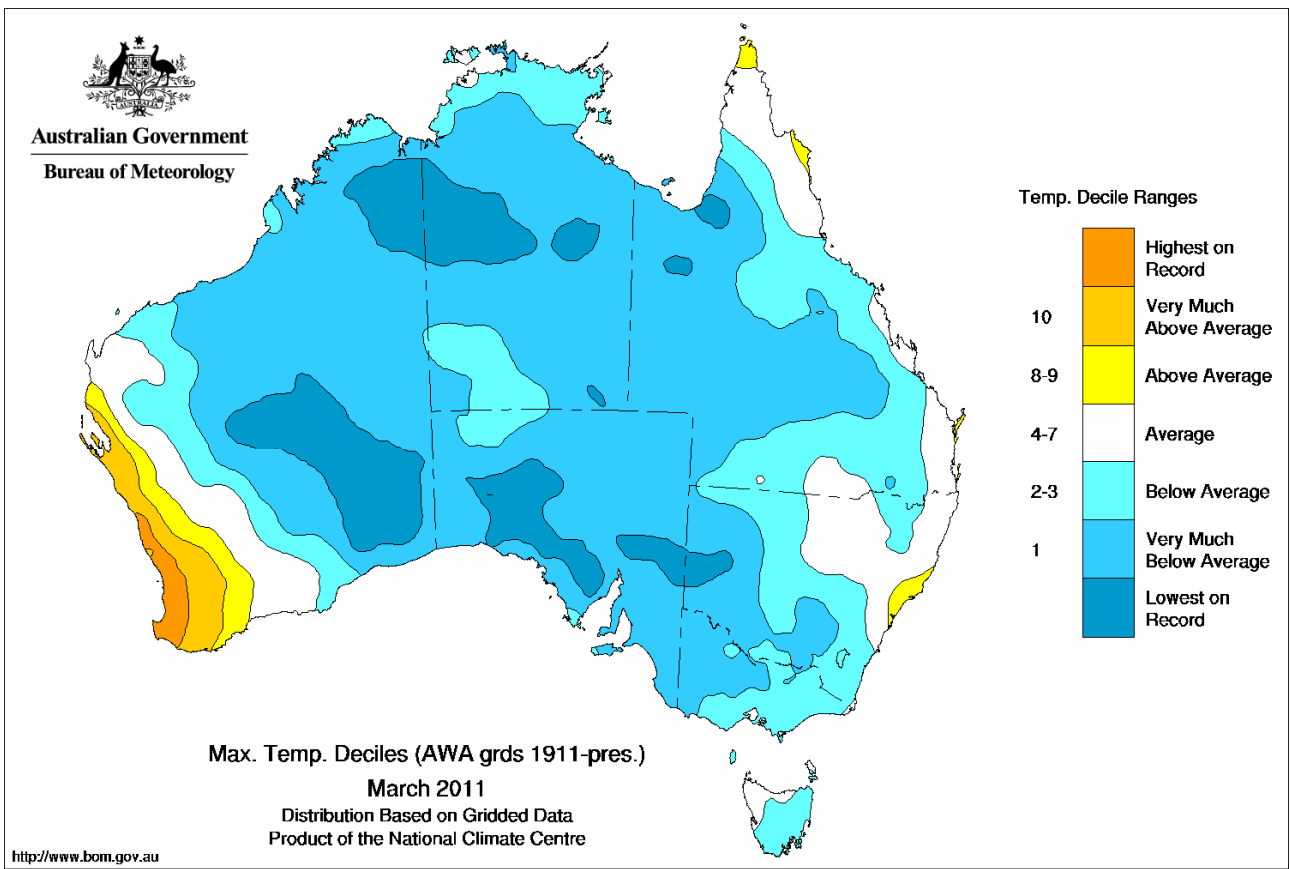 AUSTRALIA
Australian Government
Bureau of Meteorology
Temp. Decile Ranges
Highest on
Record
10
Very Much
Above Average
8-9
Above Average
4-7
Average
2-3
Below Average
1
Very Much
Below Average
Lowest on
Record
Max. Temp. Deciles (AWA grds 1911-pres.)
March 2011
Distribution Based on Gridded Data
Product of the National Climate Centre
http://www.bom.gov.au